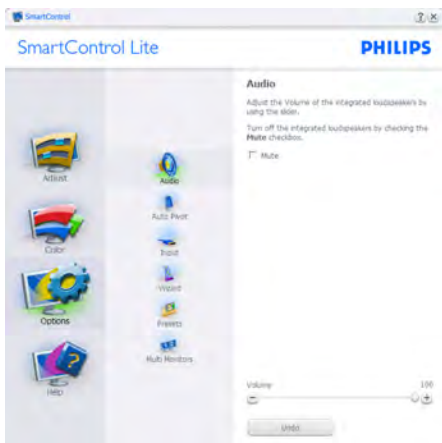 SmartControl
SmartControl Lite
PHILIPS
Adjust
Color
Options
Help
Audio
Auto Pivot
Input
Presets
Multi Monitors
Audio
Adjust the Volume of the integrated loudspeakers by
using the slider.
Turn off the integrated loudspeakers by checking the
Mute checkbox.
Mute
Volume
100
Undo